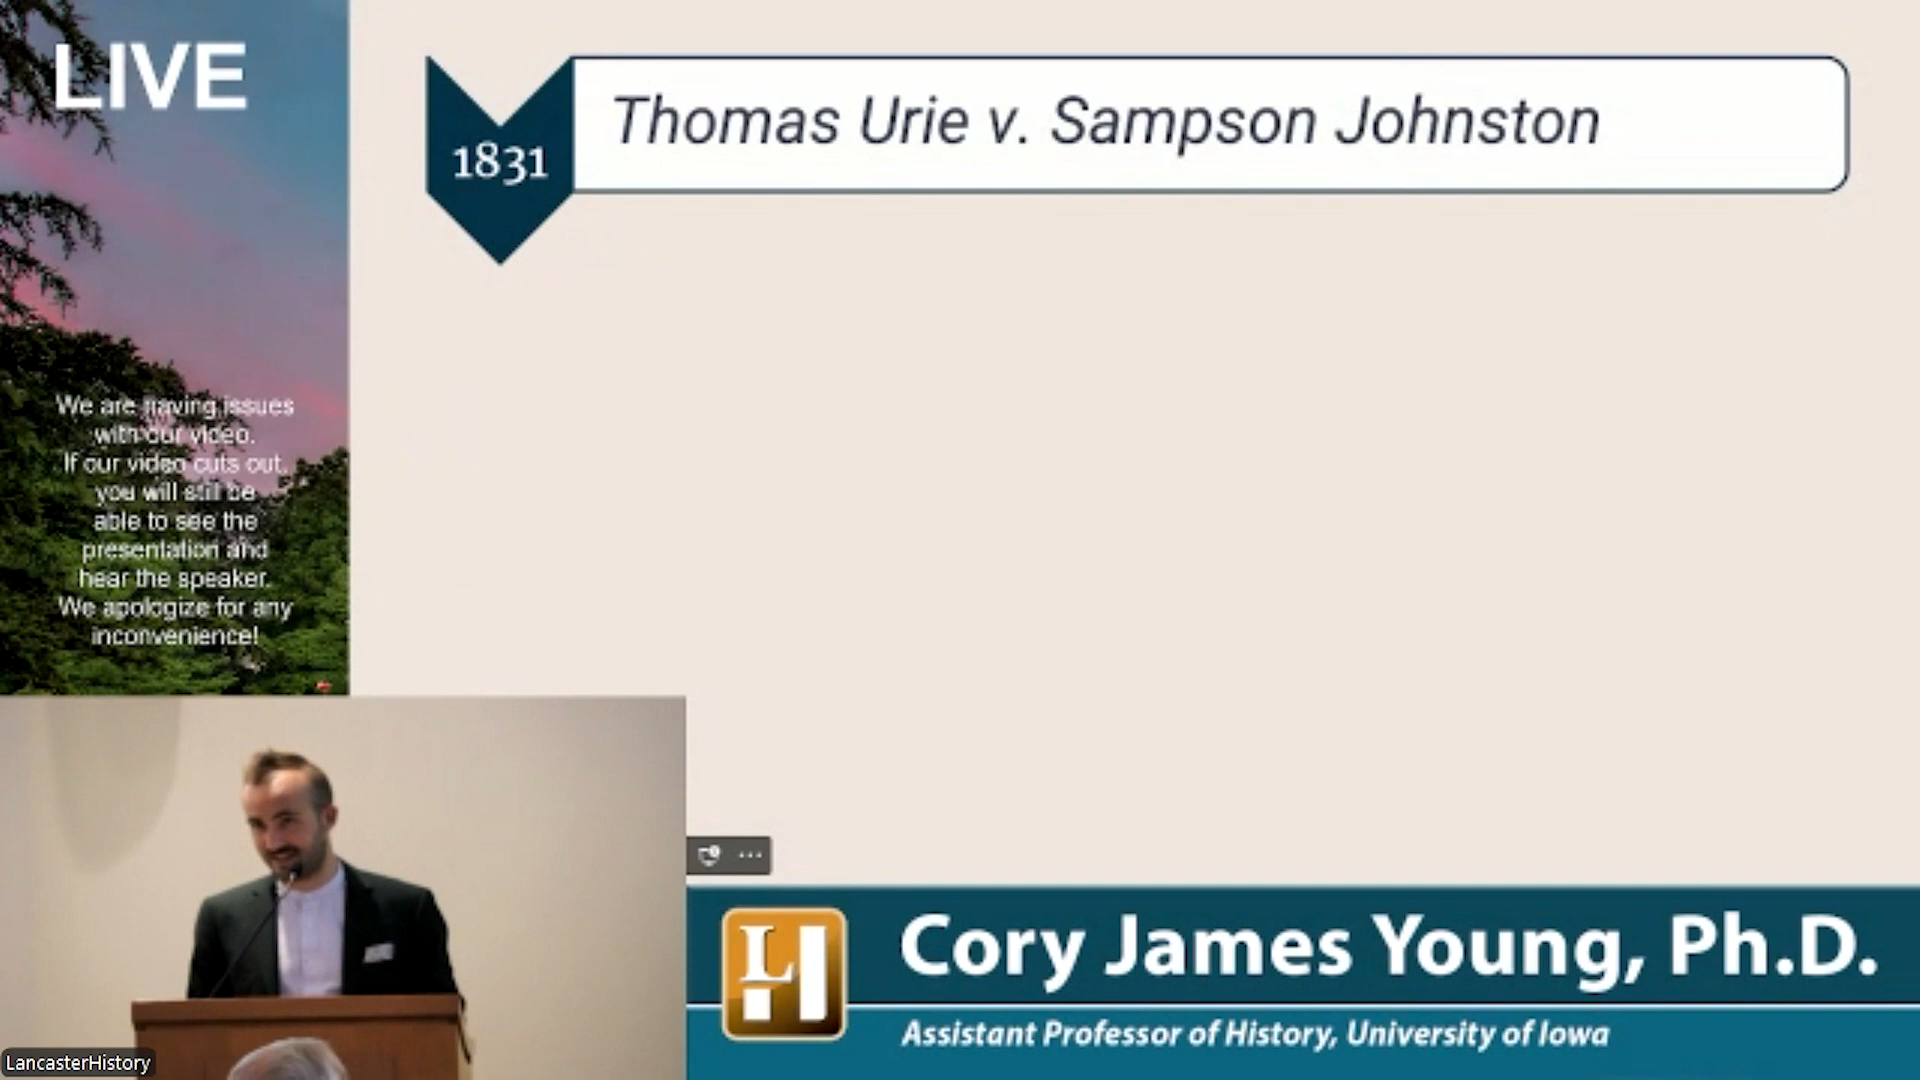 LIVE
1831
Thomas Urie v. Sampson Johnston
We are having issues
with our video.
If our video cuts out,
you will still be
able to see the
presentation and
hear the speaker.
We apologize for any
inconvenience!
LH
Cory James Young, Ph.D.
Assistant Professor of History, University of Iowa
LancasterHistory